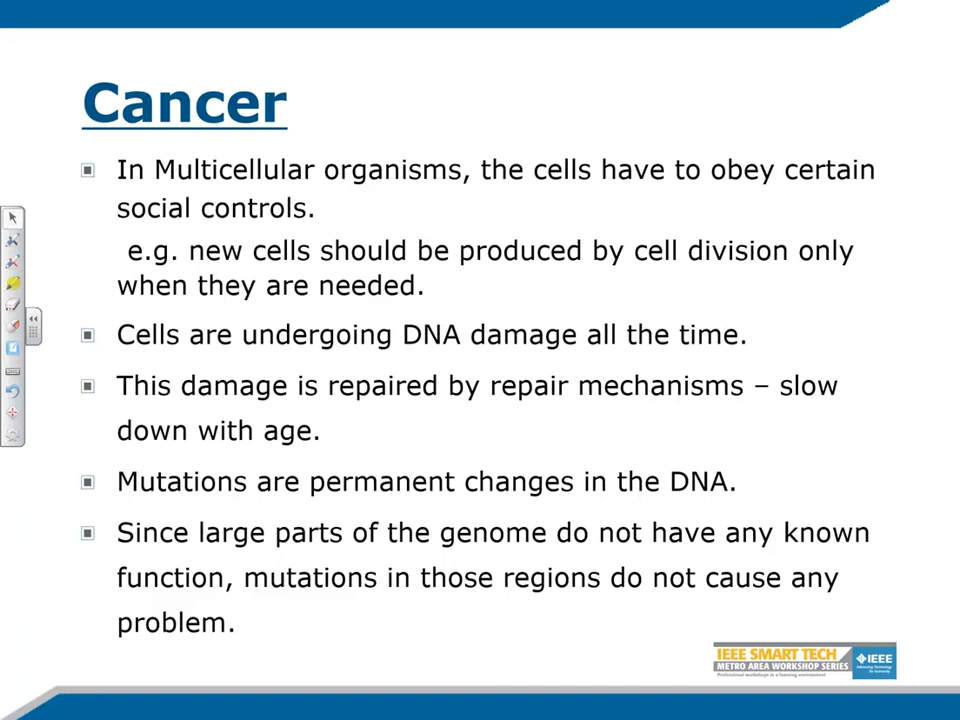 Cancer
In Multicellular organisms, the cells have to obey certain
social controls.
e.g. new cells should be produced by cell division only
when they are needed.
Cells are undergoing DNA damage all the time.
This damage is repaired by repair mechanisms – slow
down with age.
Mutations are permanent changes in the DNA.
Since large parts of the genome do not have any known
function, mutations in those regions do not cause any
problem.
IEEE SMART TECH
METRO AREA WORKSHOP SERIES
Professional workshops in a learning environment
IEEE
Advancing Technology
for Humanity